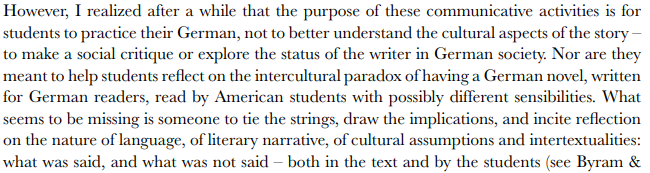 However, I realized after a while that the purpose of these communicative activities is for
students to practice their German, not to better understand the cultural aspects of the story –
to make a social critique or explore the status of the writer in German society. Nor are they
meant to help students reflect on the intercultural paradox of having a German novel, written
for German readers, read by American students with possibly different sensibilities. What
seems to be missing is someone to tie the strings, draw the implications, and incite reflection
on the nature of language, of literary narrative, of cultural assumptions and intertextualities:
what was said, and what was not said – both in the text and by the students (see Byram &